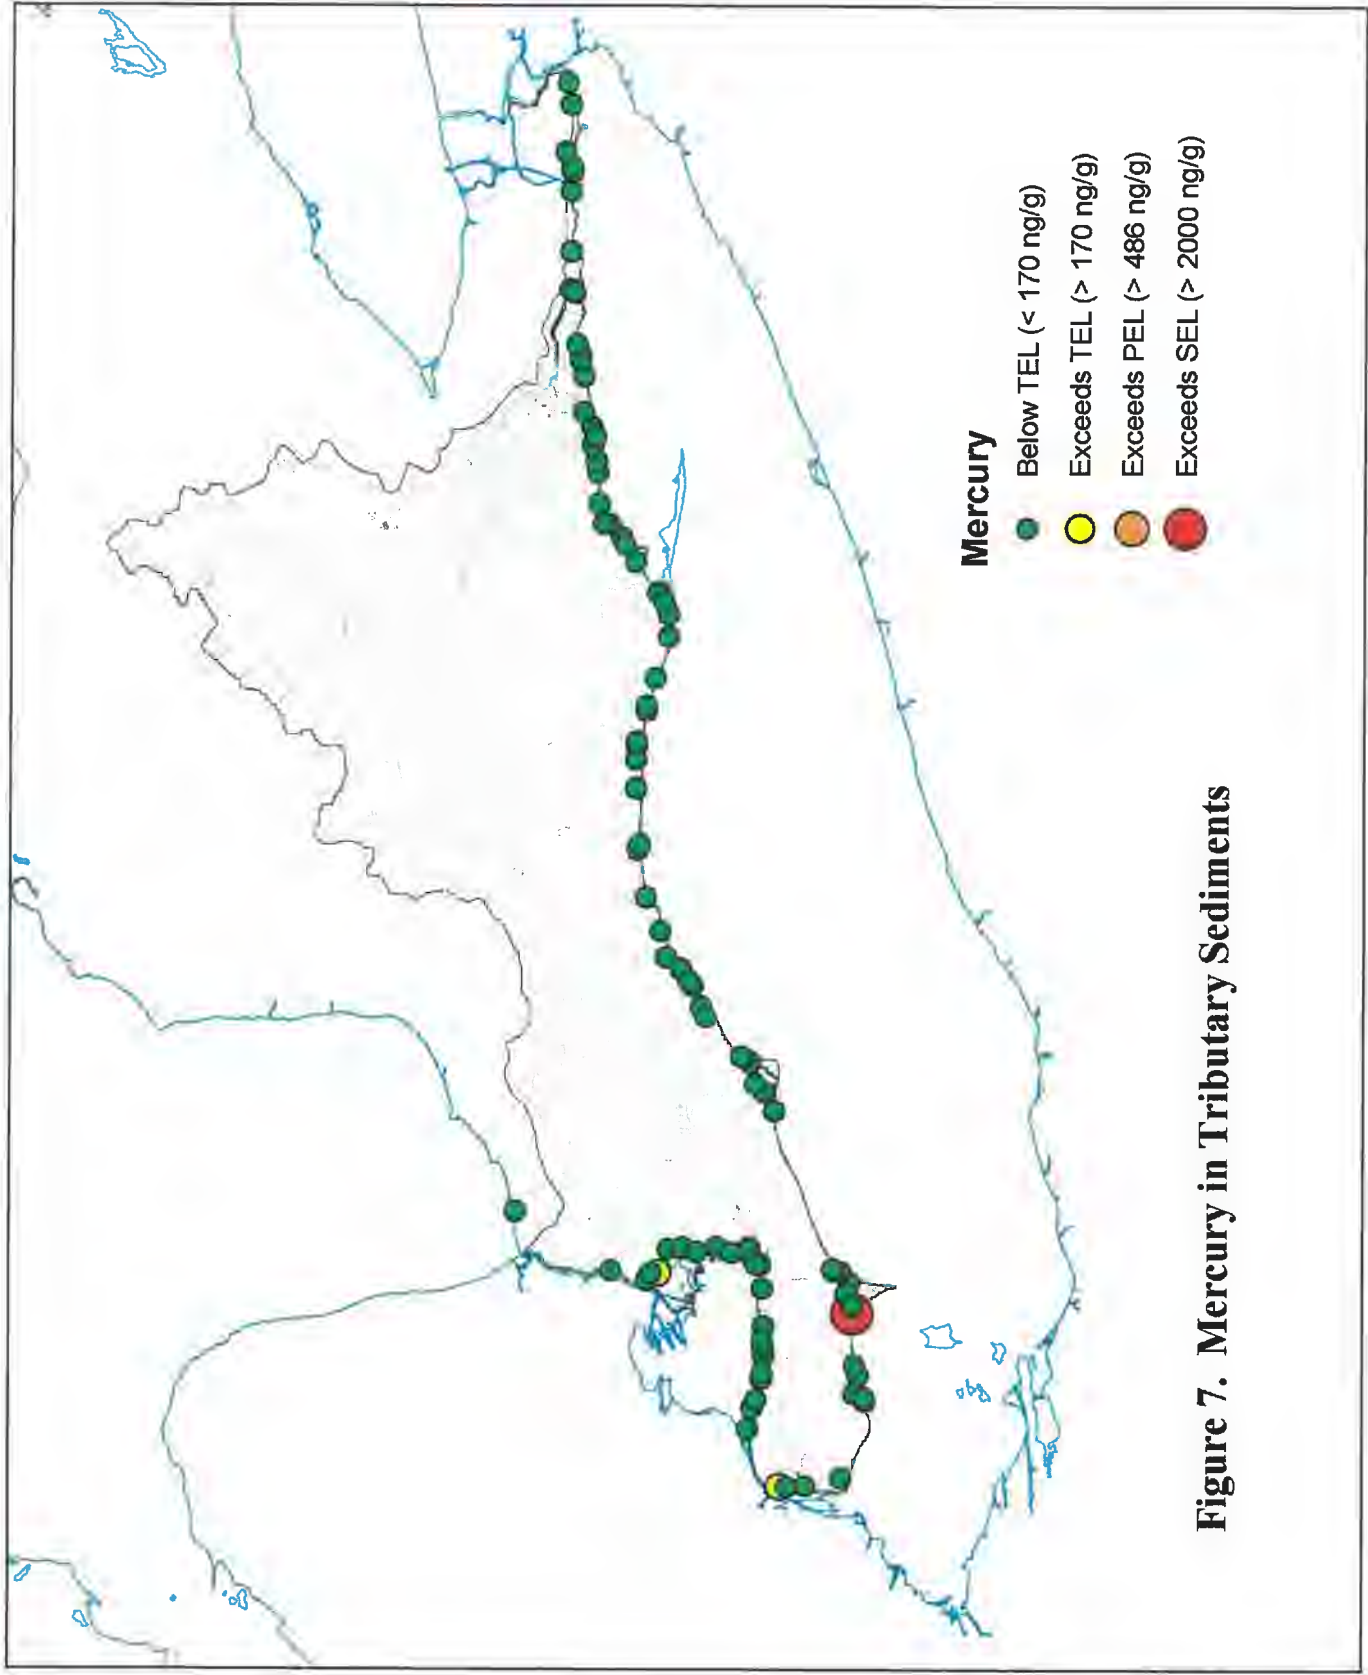 Mercury
Below TEL (< 170 ng/g)
Exceeds TEL (> 170 ng/g)
Exceeds PEL (> 486 ng/g)
Exceeds SEL (> 2000 ng/g)
Figure 7. Mercury in Tributary Sediments